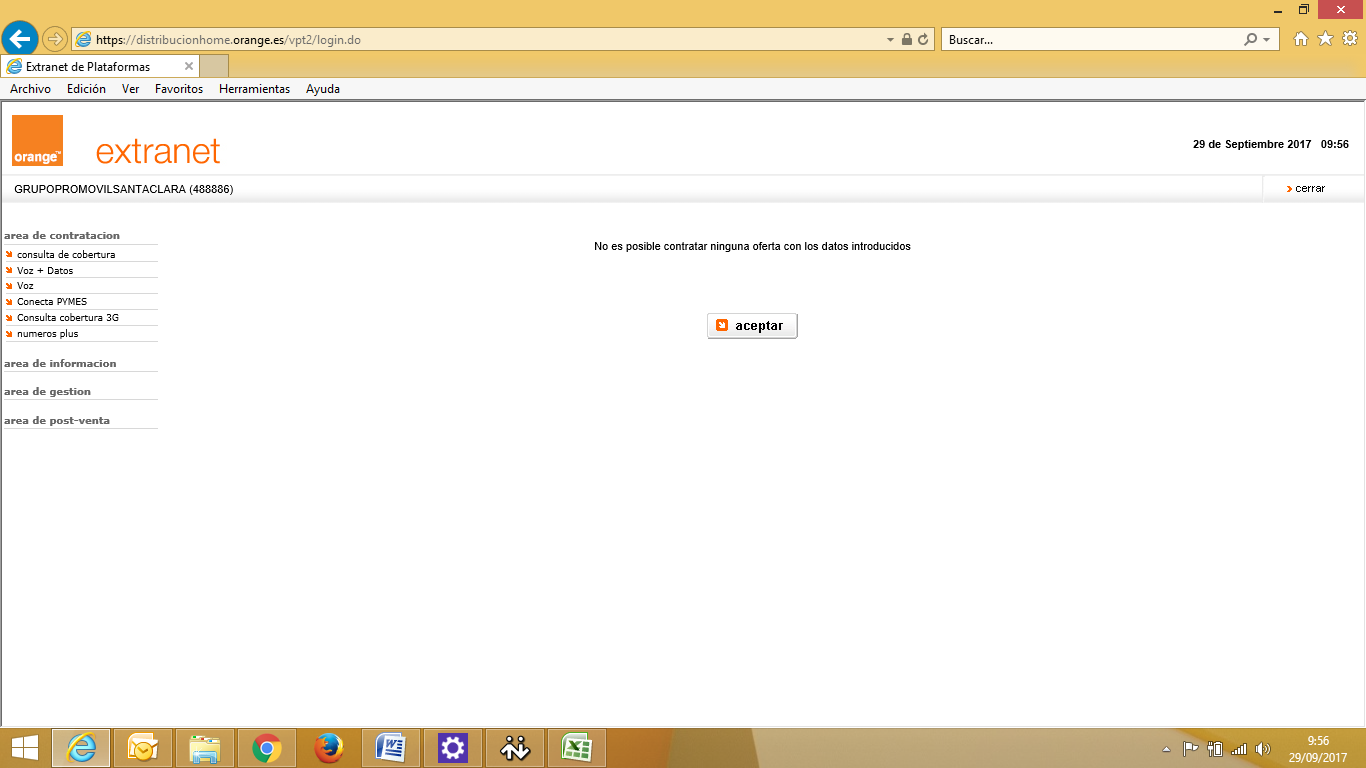 https://distribucionhome.orange.es/vpt2/login.do
Buscar...
Extranet de Plataformas
Archivo Edición Ver Favoritos Herramientas Ayuda
orange™
extranet
29 de Septiembre 2017 09:56
GRUPOPROMOVILSANTACLARA (488886)
cerrar
area de contratacion
consulta de cobertura
Voz + Datos
Voz
Conecta PYMES
Consulta cobertura 3G
numeros plus
area de informacion
area de gestion
area de post-venta
No es posible contratar ninguna oferta con los datos introducidos
aceptar
9:56
29/09/2017